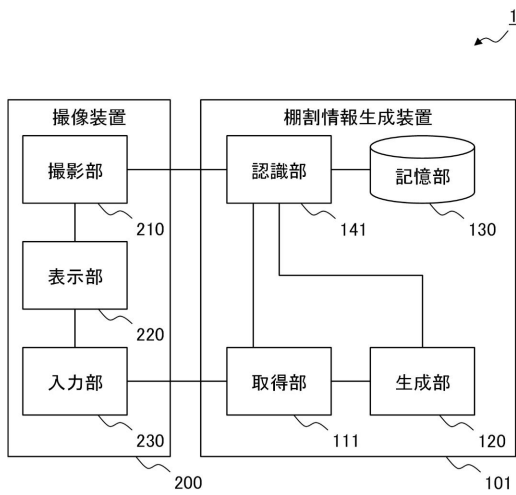 1
撮像装置
棚割情報生成装置
撮影部
認識部
記憶部
210
141
130
表示部
220
入力部
取得部
生成部
230
111
120
200
101